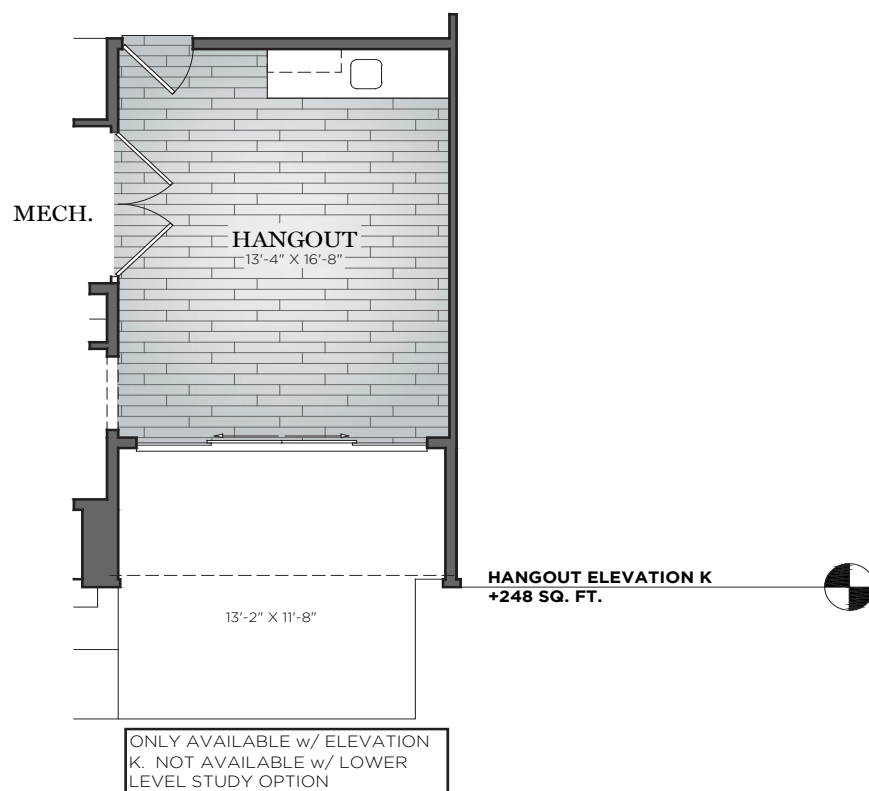 MECH.
HANGOUT
13'-4" X 16'-8"
HANGOUT ELEVATION K
+248 SQ. FT.
13'-2" X 11'-8"
ONLY AVAILABLE w/ ELEVATION
K. NOT AVAILABLE w/ LOWER
LEVEL STUDY OPTION